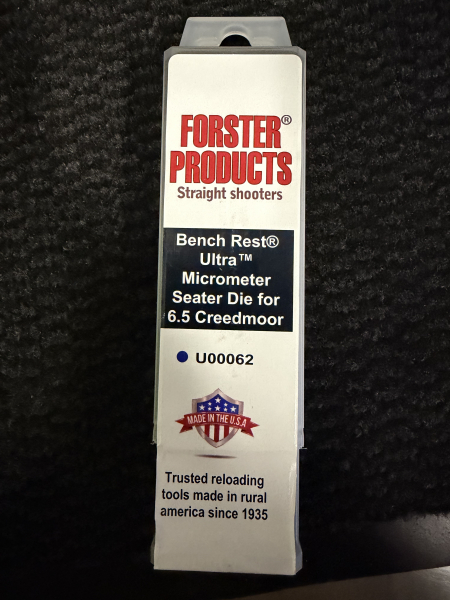 FORSTER®
PRODUCTS
Straight shooters
Bench Rest®
Ultra™
Micrometer
Seater Die for
6.5 Creedmoor
U00062
MADE IN THE U.S.A
Trusted reloading
tools made in rural
america since 1935